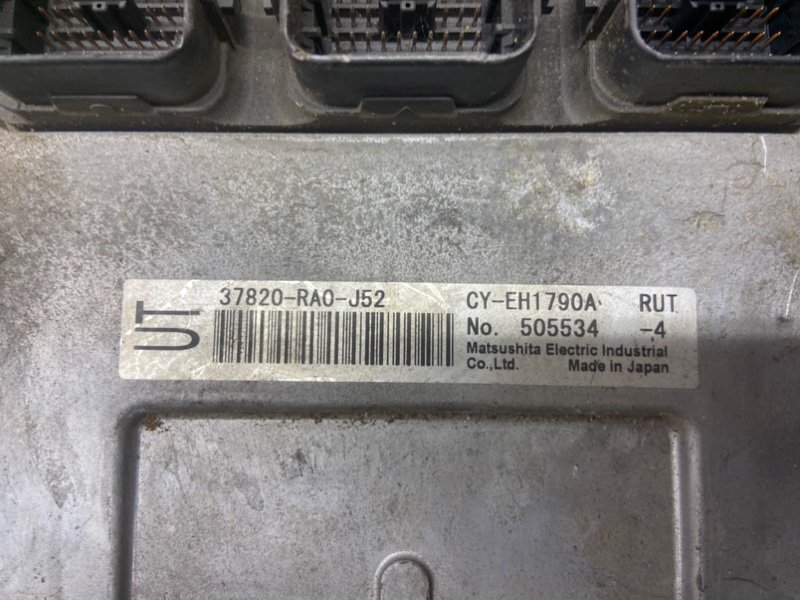 UT
37820-RA0-J52
CY-EH1790A RUT
No. 505534 -4
Matsushita Electric Industrial
Co.,Ltd. Made in Japan